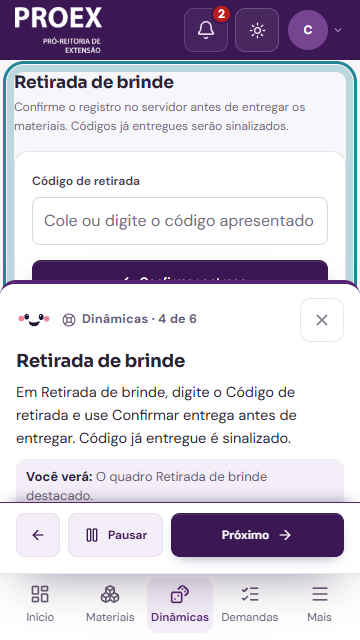 PROEX
PRÓ-REITORIA DE
EXTENSÃO
2
C
Retirada de brinde
Confirme o registro no servidor antes de entregar os
materiais. Códigos já entregues serão sinalizados.
Código de retirada
Cole ou digite o código apresentado
Dinâmicas · 4 de 6
Retirada de brinde
Em Retirada de brinde, digite o Código de
retirada e use Confirmar entrega antes de
entregar. Código já entregue é sinalizado.
Você verá: O quadro Retirada de brinde
destacado.
Pausar
Próximo
Início
Materiais
Dinâmicas
Demandas
Mais